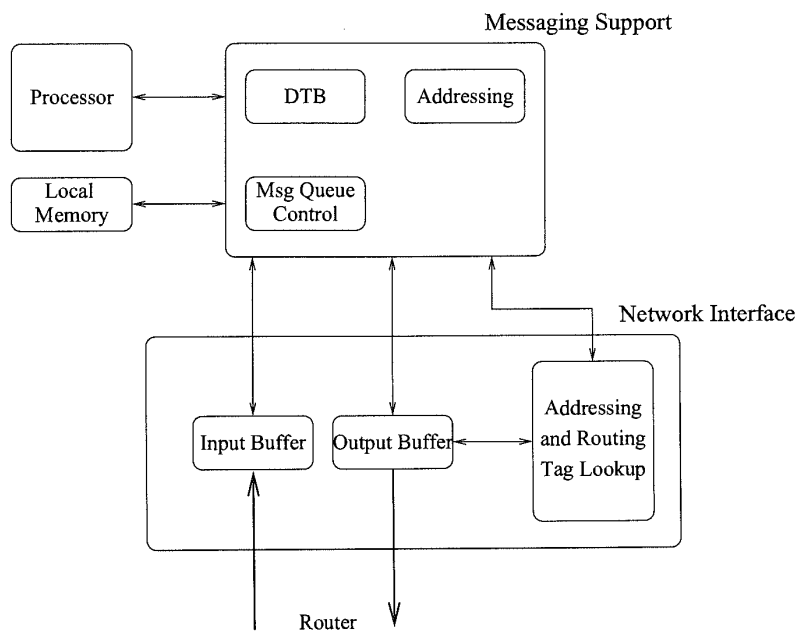 Messaging Support
Processor
DTB
Addressing
Local
Memory
Msg Queue
Control
Network Interface
Input Buffer
Output Buffer
Addressing
and Routing
Tag Lookup
Router